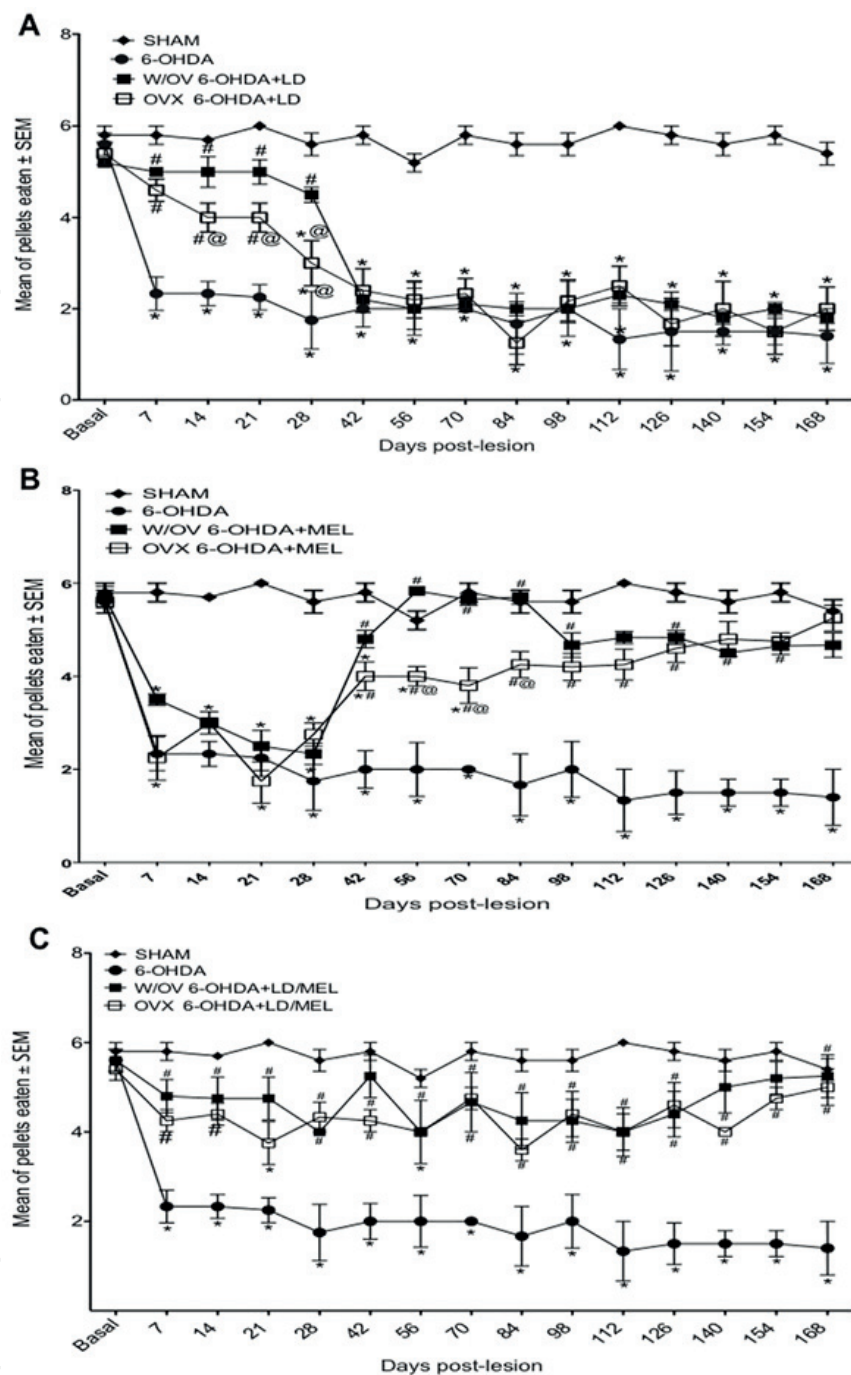 A
SHAM
6-OHDA
W/OV 6-OHDA+LD
OVX 6-OHDA+LD
Mean of pellets eaten ± SEM
8
6
4
2
0
# # # #
# #@ #@ *@
*@
* * * * * * * * * *
* * * * * * * * * * * * * *
Basal 7 14 21 28 42 56 70 84 98 112 126 140 154 168
Days post-lesion
B
SHAM
6-OHDA
W/OV 6-OHDA+MEL
OVX 6-OHDA+MEL
Mean of pellets eaten ± SEM
8
6
4
2
0
# # # # # # # #
* * * * *
*# *#@ *#@ #@ # # # #
* * * * * * * * * * * * *
Basal 7 14 21 28 42 56 70 84 98 112 126 140 154 168
Days post-lesion
C
SHAM
6-OHDA
W/OV 6-OHDA+LD/MEL
OVX 6-OHDA+LD/MEL
Mean of pellets eaten ± SEM
8
6
4
2
# # # # # # # # # # # #
# # * # # * # # # # # # # #
* * * * * * * * * * * * * *
Basal 7 14 21 28 42 56 70 84 98 112 126 140 154 168
Days post-lesion